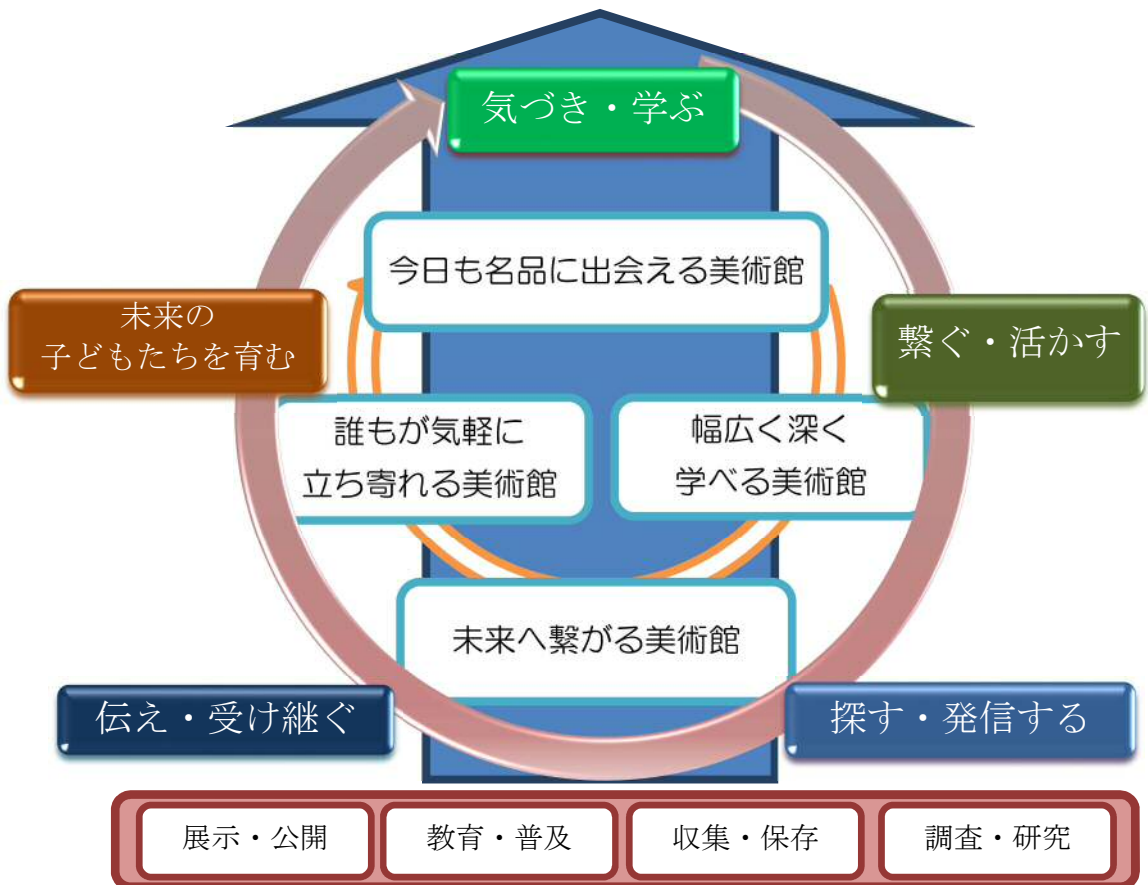 気づき・学ぶ
今日も名品に出会える美術館
未来の
子どもたちを育む
繋ぐ・活かす
誰もが気軽に
立ち寄れる美術館
幅広く深く
学べる美術館
未来へ繋がる美術館
伝え・受け継ぐ
探す・発信する
展示・公開
教育・普及
収集・保存
調査・研究